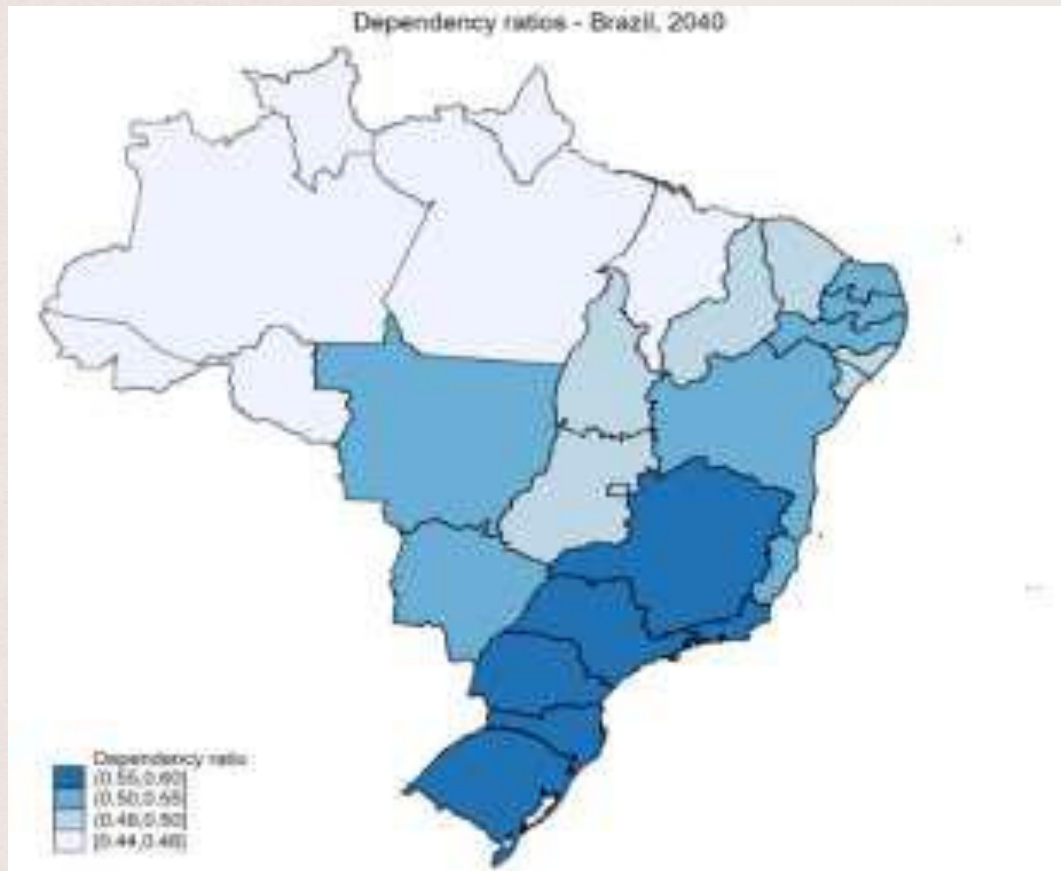 Dependency ratios - Brazil, 2040
Dependency ratio
(0.55,0.60]
(0.50,0.55]
(0.48,0.50]
[0.44,0.48]